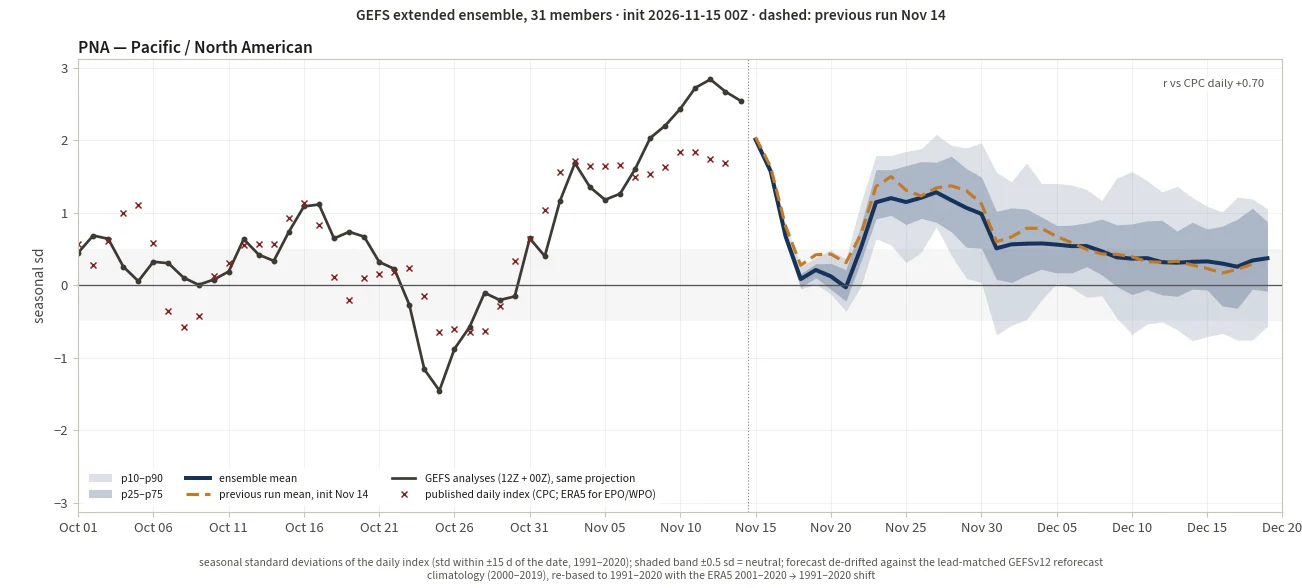 GEFS extended ensemble, 31 members · init 2026-11-15 00Z · dashed: previous run Nov 14
PNA — Pacific / North American
r vs CPC daily +0.70
seasonal sd
3
2
1
0
−1
−2
−3
p10–p90
p25–p75
ensemble mean
previous run mean, init Nov 14
GEFS analyses (12Z + 00Z), same projection
published daily index (CPC; ERA5 for EPO/WPO)
Oct 01 Oct 06 Oct 11 Oct 16 Oct 21 Oct 26 Oct 31 Nov 05 Nov 10 Nov 15 Nov 20 Nov 25 Nov 30 Dec 05 Dec 10 Dec 15 Dec 20
seasonal standard deviations of the daily index (std within ±15 d of the date, 1991–2020); shaded band ±0.5 sd = neutral; forecast de-drifted against the lead-matched GEFSv12 reforecast
climatology (2000–2019), re-based to 1991–2020 with the ERA5 2001–2020 → 1991–2020 shift